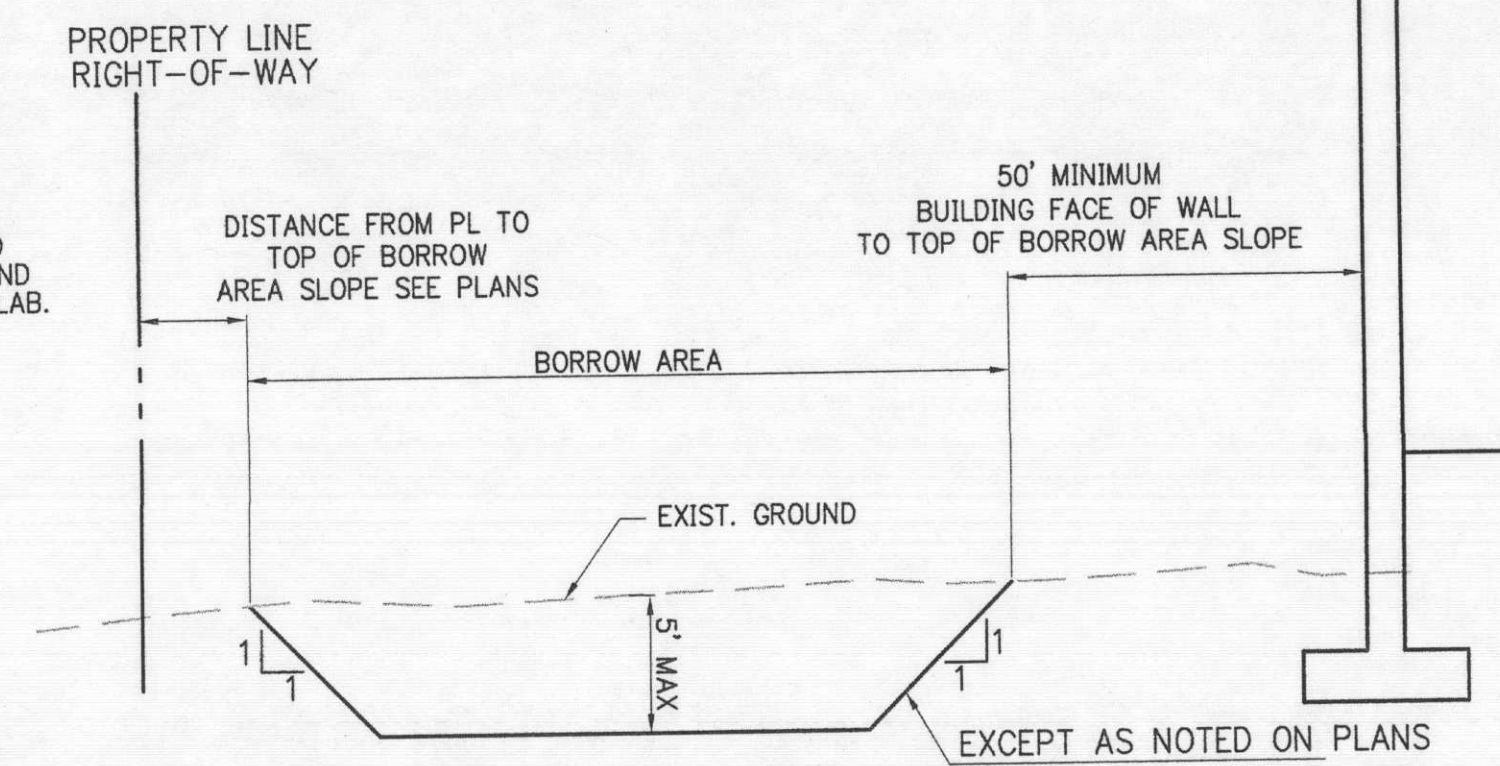 PROPERTY LINE
RIGHT-OF-WAY
DISTANCE FROM PL TO
TOP OF BORROW
AREA SLOPE SEE PLANS
50' MINIMUM
BUILDING FACE OF WALL
TO TOP OF BORROW AREA SLOPE
LAB.
BORROW AREA
EXIST. GROUND
1
1
5' MAX
1
1
EXCEPT AS NOTED ON PLANS